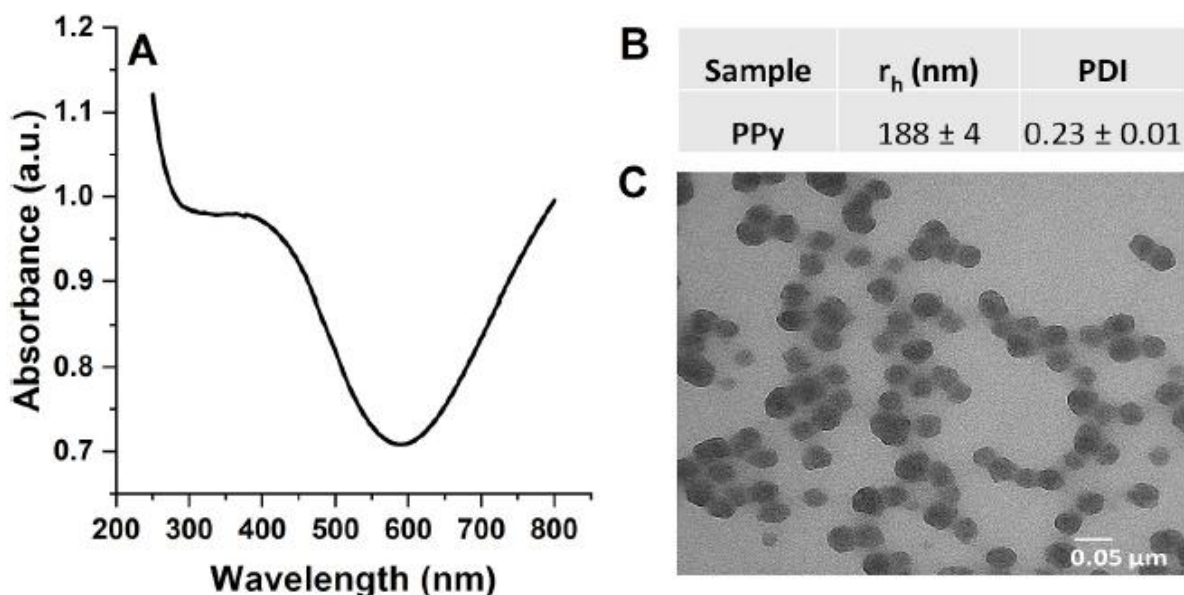 A
1.2
1.1
1.0
0.9
0.8
0.7
Absorbance (a.u.)
200 300 400 500 600 700 800
Wavelength (nm)
B
Sample r_h (nm) PDI
PPy 188 ± 4 0.23 ± 0.01
C
0.05 μm